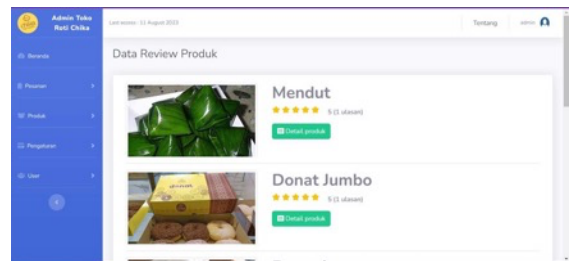 Admin Toko
Roti Chika
Last access : 11 August 2023
Tentang
admin
Beranda
Data Review Produk
Pesanan
Produk
Pengaturan
User
Mendut
5 (1 ulasan)
Detail produk
donat
Donat Jumbo
5 (1 ulasan)
Detail produk